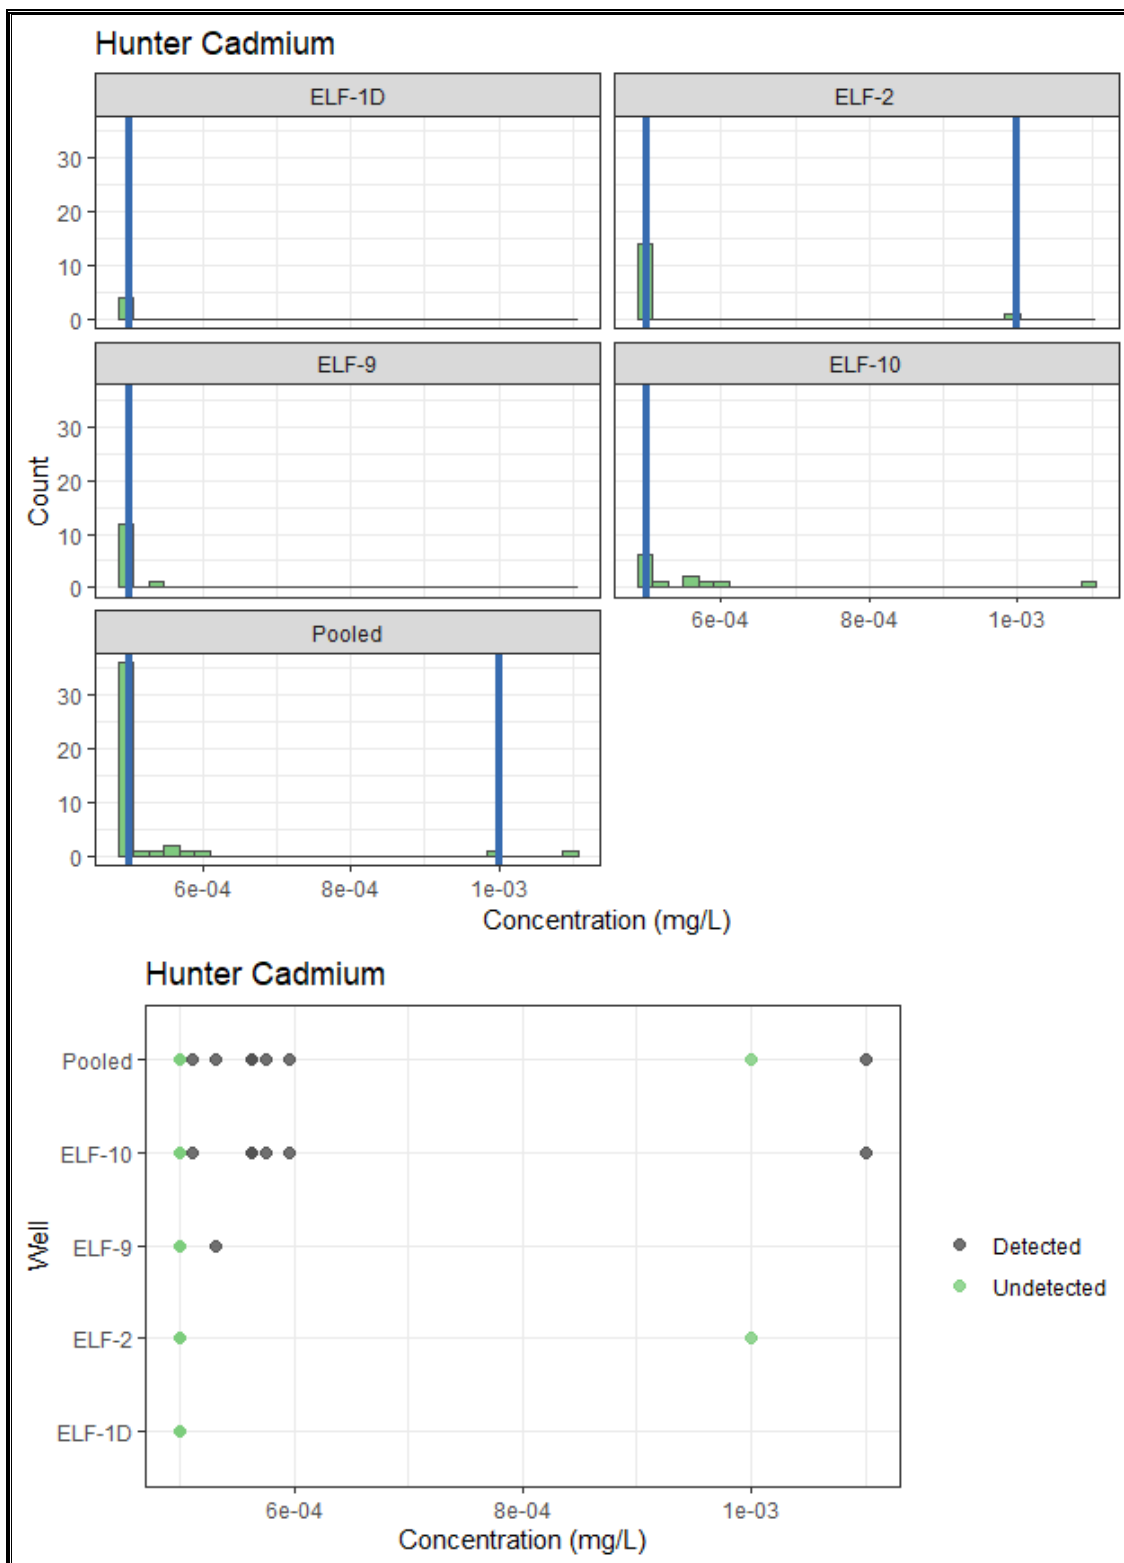 Hunter Cadmium
ELF-1D
ELF-2
30
20
10
0
ELF-9
ELF-10
Count
30
20
10
0
6e-04 8e-04 1e-03
Pooled
30
20
10
0
6e-04 8e-04 1e-03
Concentration (mg/L)
Hunter Cadmium
Well
Pooled
ELF-10
ELF-9
ELF-2
ELF-1D
Detected
Undetected
6e-04 8e-04 1e-03
Concentration (mg/L)